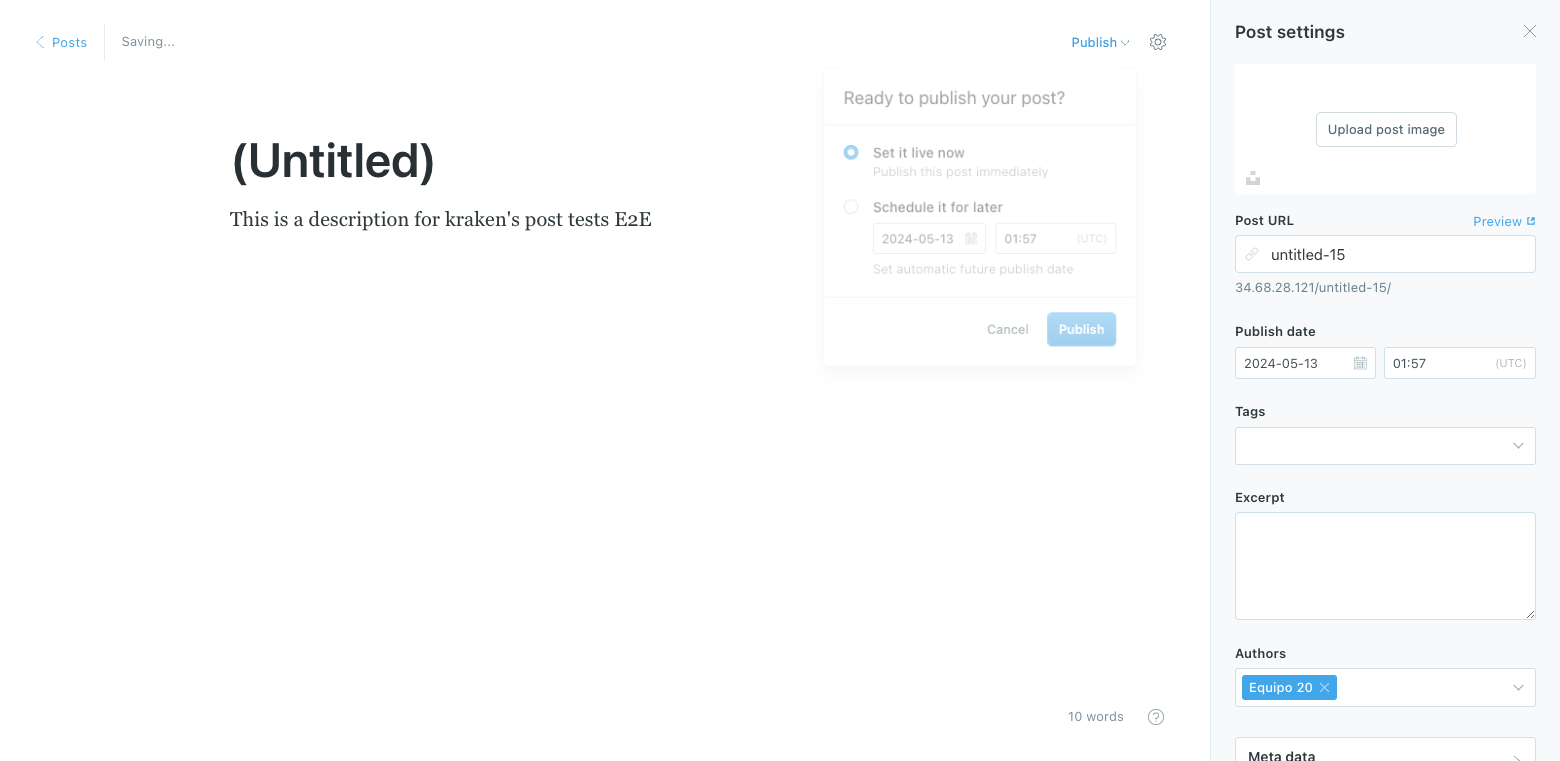 Posts
Saving...
Publish
(Untitled)
This is a description for kraken's post tests E2E
Ready to publish your post?
Set it live now
Publish this post immediately
Schedule it for later
2024-05-13
01:57 (UTC)
Set automatic future publish date
Cancel
Publish
10 words
?
Post settings
Upload post image
Post URL
Preview
untitled-15
34.68.28.121/untitled-15/
Publish date
2024-05-13
01:57 (UTC)
Tags
Excerpt
Authors
Equipo 20
Meta data